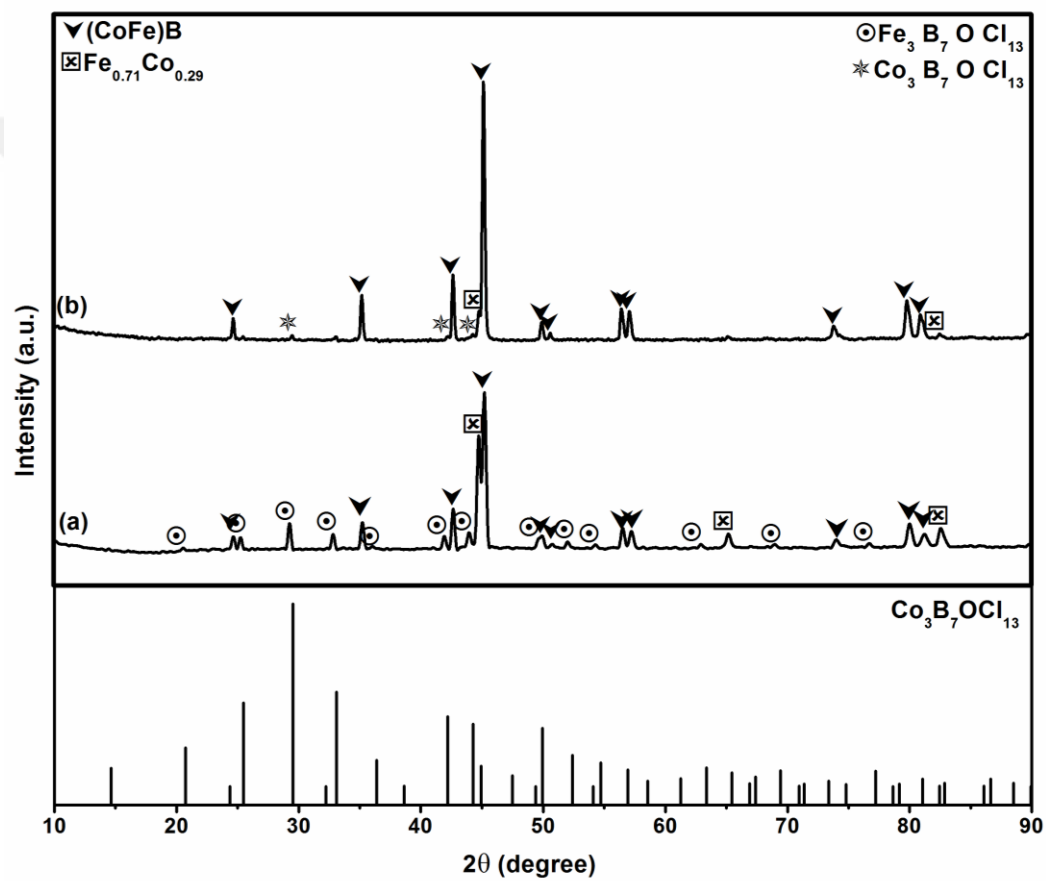 (CoFe)B
Fe0.71Co0.29
Fe3 B7 O Cl13
Co3 B7 O Cl13
(b)
(a)
Intensity (a.u.)
Co3B7OCl13
10 20 30 40 50 60 70 80 90
2θ (degree)